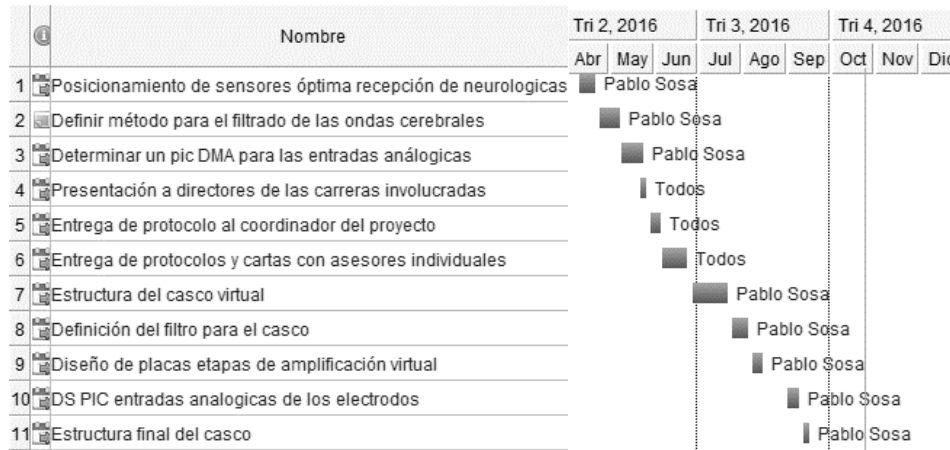 Nombre
Tri 2, 2016 Tri 3, 2016 Tri 4, 2016
Abr May Jun Jul Ago Sep Oct Nov Dic
1 Posicionamiento de sensores óptima recepción de neurologicas Pablo Sosa
2 Definir método para el filtrado de las ondas cerebrales Pablo Sosa
3 Determinar un pic DMA para las entradas análogicas Pablo Sosa
4 Presentación a directores de las carreras involucradas Todos
5 Entrega de protocolo al coordinador del proyecto Todos
6 Entrega de protocolos y cartas con asesores individuales Todos
7 Estructura del casco virtual Pablo Sosa
8 Definición del filtro para el casco Pablo Sosa
9 Diseño de placas etapas de amplificación virtual Pablo Sosa
10 DS PIC entradas analogicas de los electrodos Pablo Sosa
11 Estructura final del casco Pablo Sosa